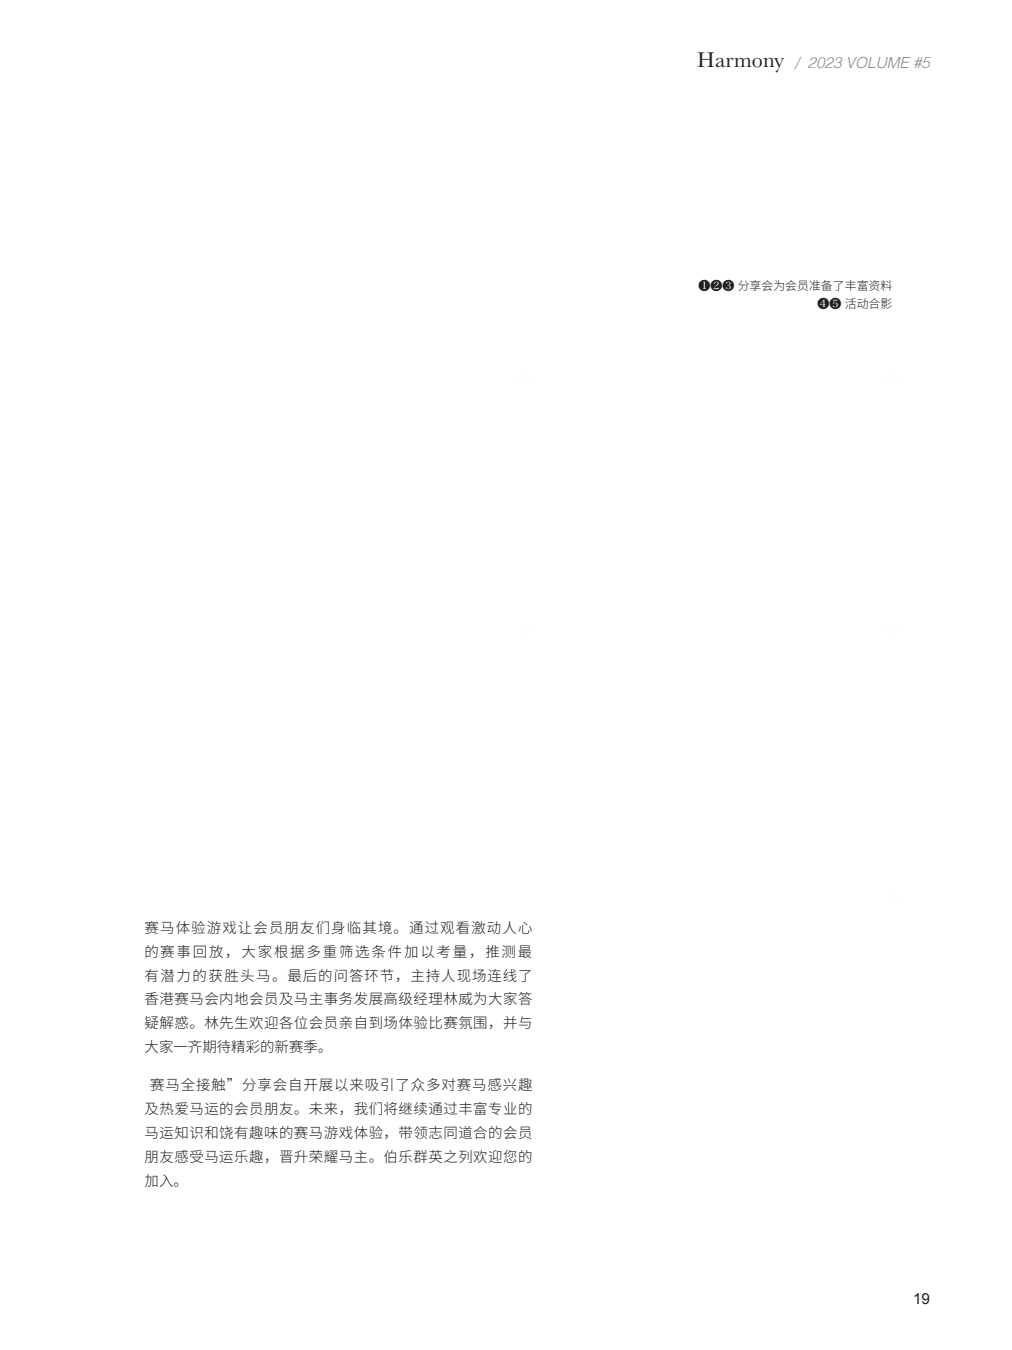 Harmony / 2023 VOLUME #5
❶❷❸ 分享会为会员准备了丰富资料
❹❺ 活动合影
赛马体验游戏让会员朋友们身临其境。通过观看激动人心
的赛事回放，大家根据多重筛选条件加以考量，推测最
有潜力的获胜头马。最后的问答环节，主持人现场连线了
香港赛马会内地会员及马主事务发展高级经理林威为大家答
疑解惑。林先生欢迎各位会员亲自到场体验比赛氛围，并与
大家一齐期待精彩的新赛季。
赛马全接触”分享会自开展以来吸引了众多对赛马感兴趣
及热爱马运的会员朋友。未来，我们将继续通过丰富专业的
马运知识和饶有趣味的赛马游戏体验，带领志同道合的会员
朋友感受马运乐趣，晋升荣耀马主。伯乐群英之列欢迎您的
加入。
19